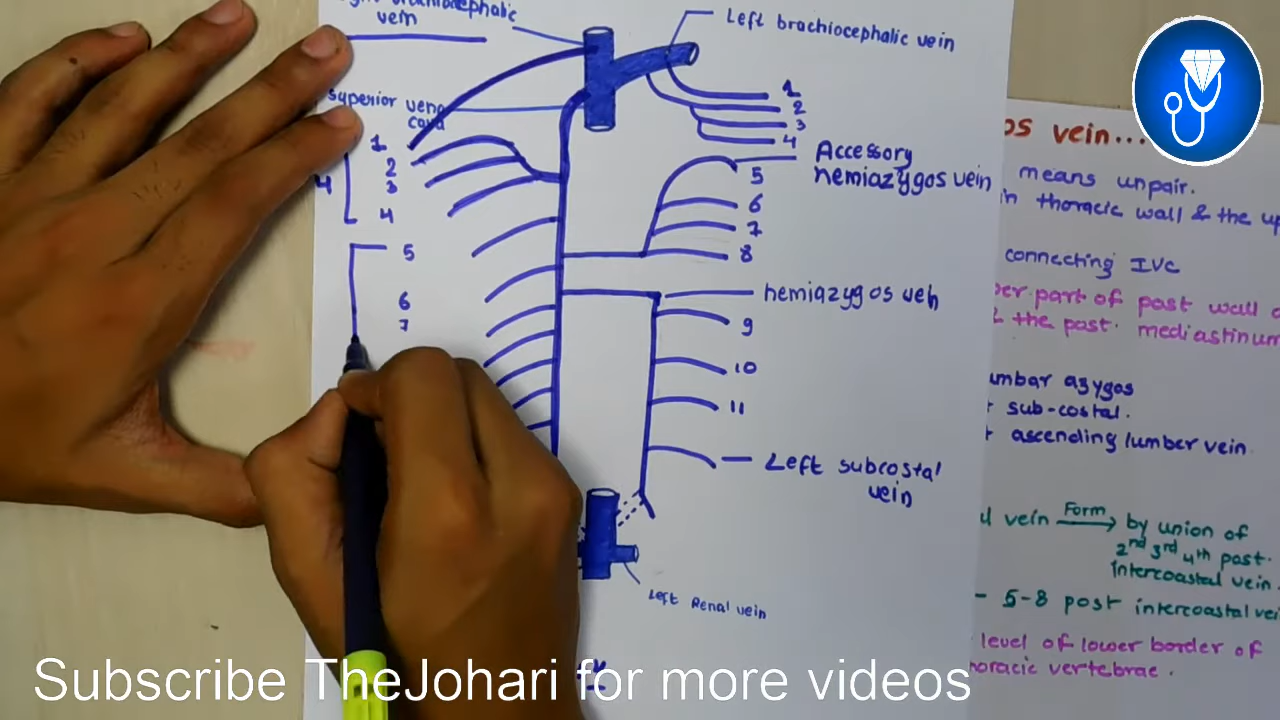 vein
Left brachiocephalic vein
superior vena
cava
1
2
3
4
1
2
3
4
4
Accessory
hemiazygos vein
5
6
7
8
5
6
7
hemiazygos veh
9
10
11
Left subcostal
vein
Left Renal vein
vein....
means unpair.
in thoracic wall & the up
connecting IVC
per part of post wall o
& the post. mediastinum
umbar azygos
sub-costal.
ascending lumber vein
vein Form by union of
2nd 3rd 4th post.
intercoastal vein.
- 5-8 post intercoastal vei
level of lower border of
horacic vertebrae.
Subscribe TheJohari for more videos